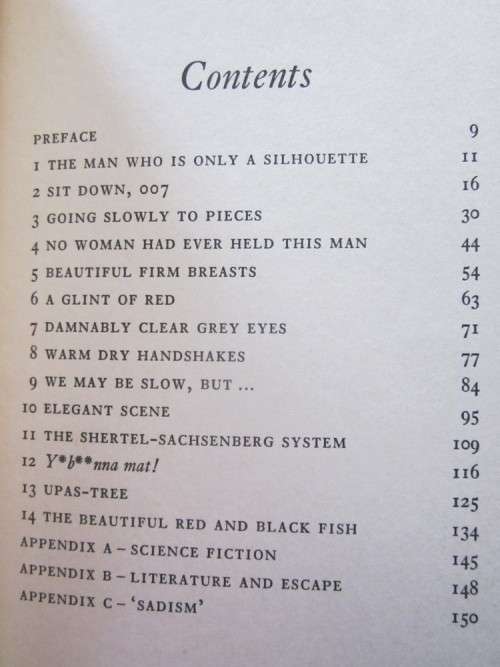 Contents
PREFACE 9
1 THE MAN WHO IS ONLY A SILHOUETTE 11
2 SIT DOWN, 007 16
3 GOING SLOWLY TO PIECES 30
4 NO WOMAN HAD EVER HELD THIS MAN 44
5 BEAUTIFUL FIRM BREASTS 54
6 A GLINT OF RED 63
7 DAMNABLY CLEAR GREY EYES 71
8 WARM DRY HANDSHAKES 77
9 WE MAY BE SLOW, BUT ... 84
10 ELEGANT SCENE 95
11 THE SHERTEL-SACHSENBERG SYSTEM 109
12 Y*b**nna mat! 116
13 UPAS-TREE 125
14 THE BEAUTIFUL RED AND BLACK FISH 134
APPENDIX A – SCIENCE FICTION 145
APPENDIX B – LITERATURE AND ESCAPE 148
APPENDIX C – 'SADISM' 150